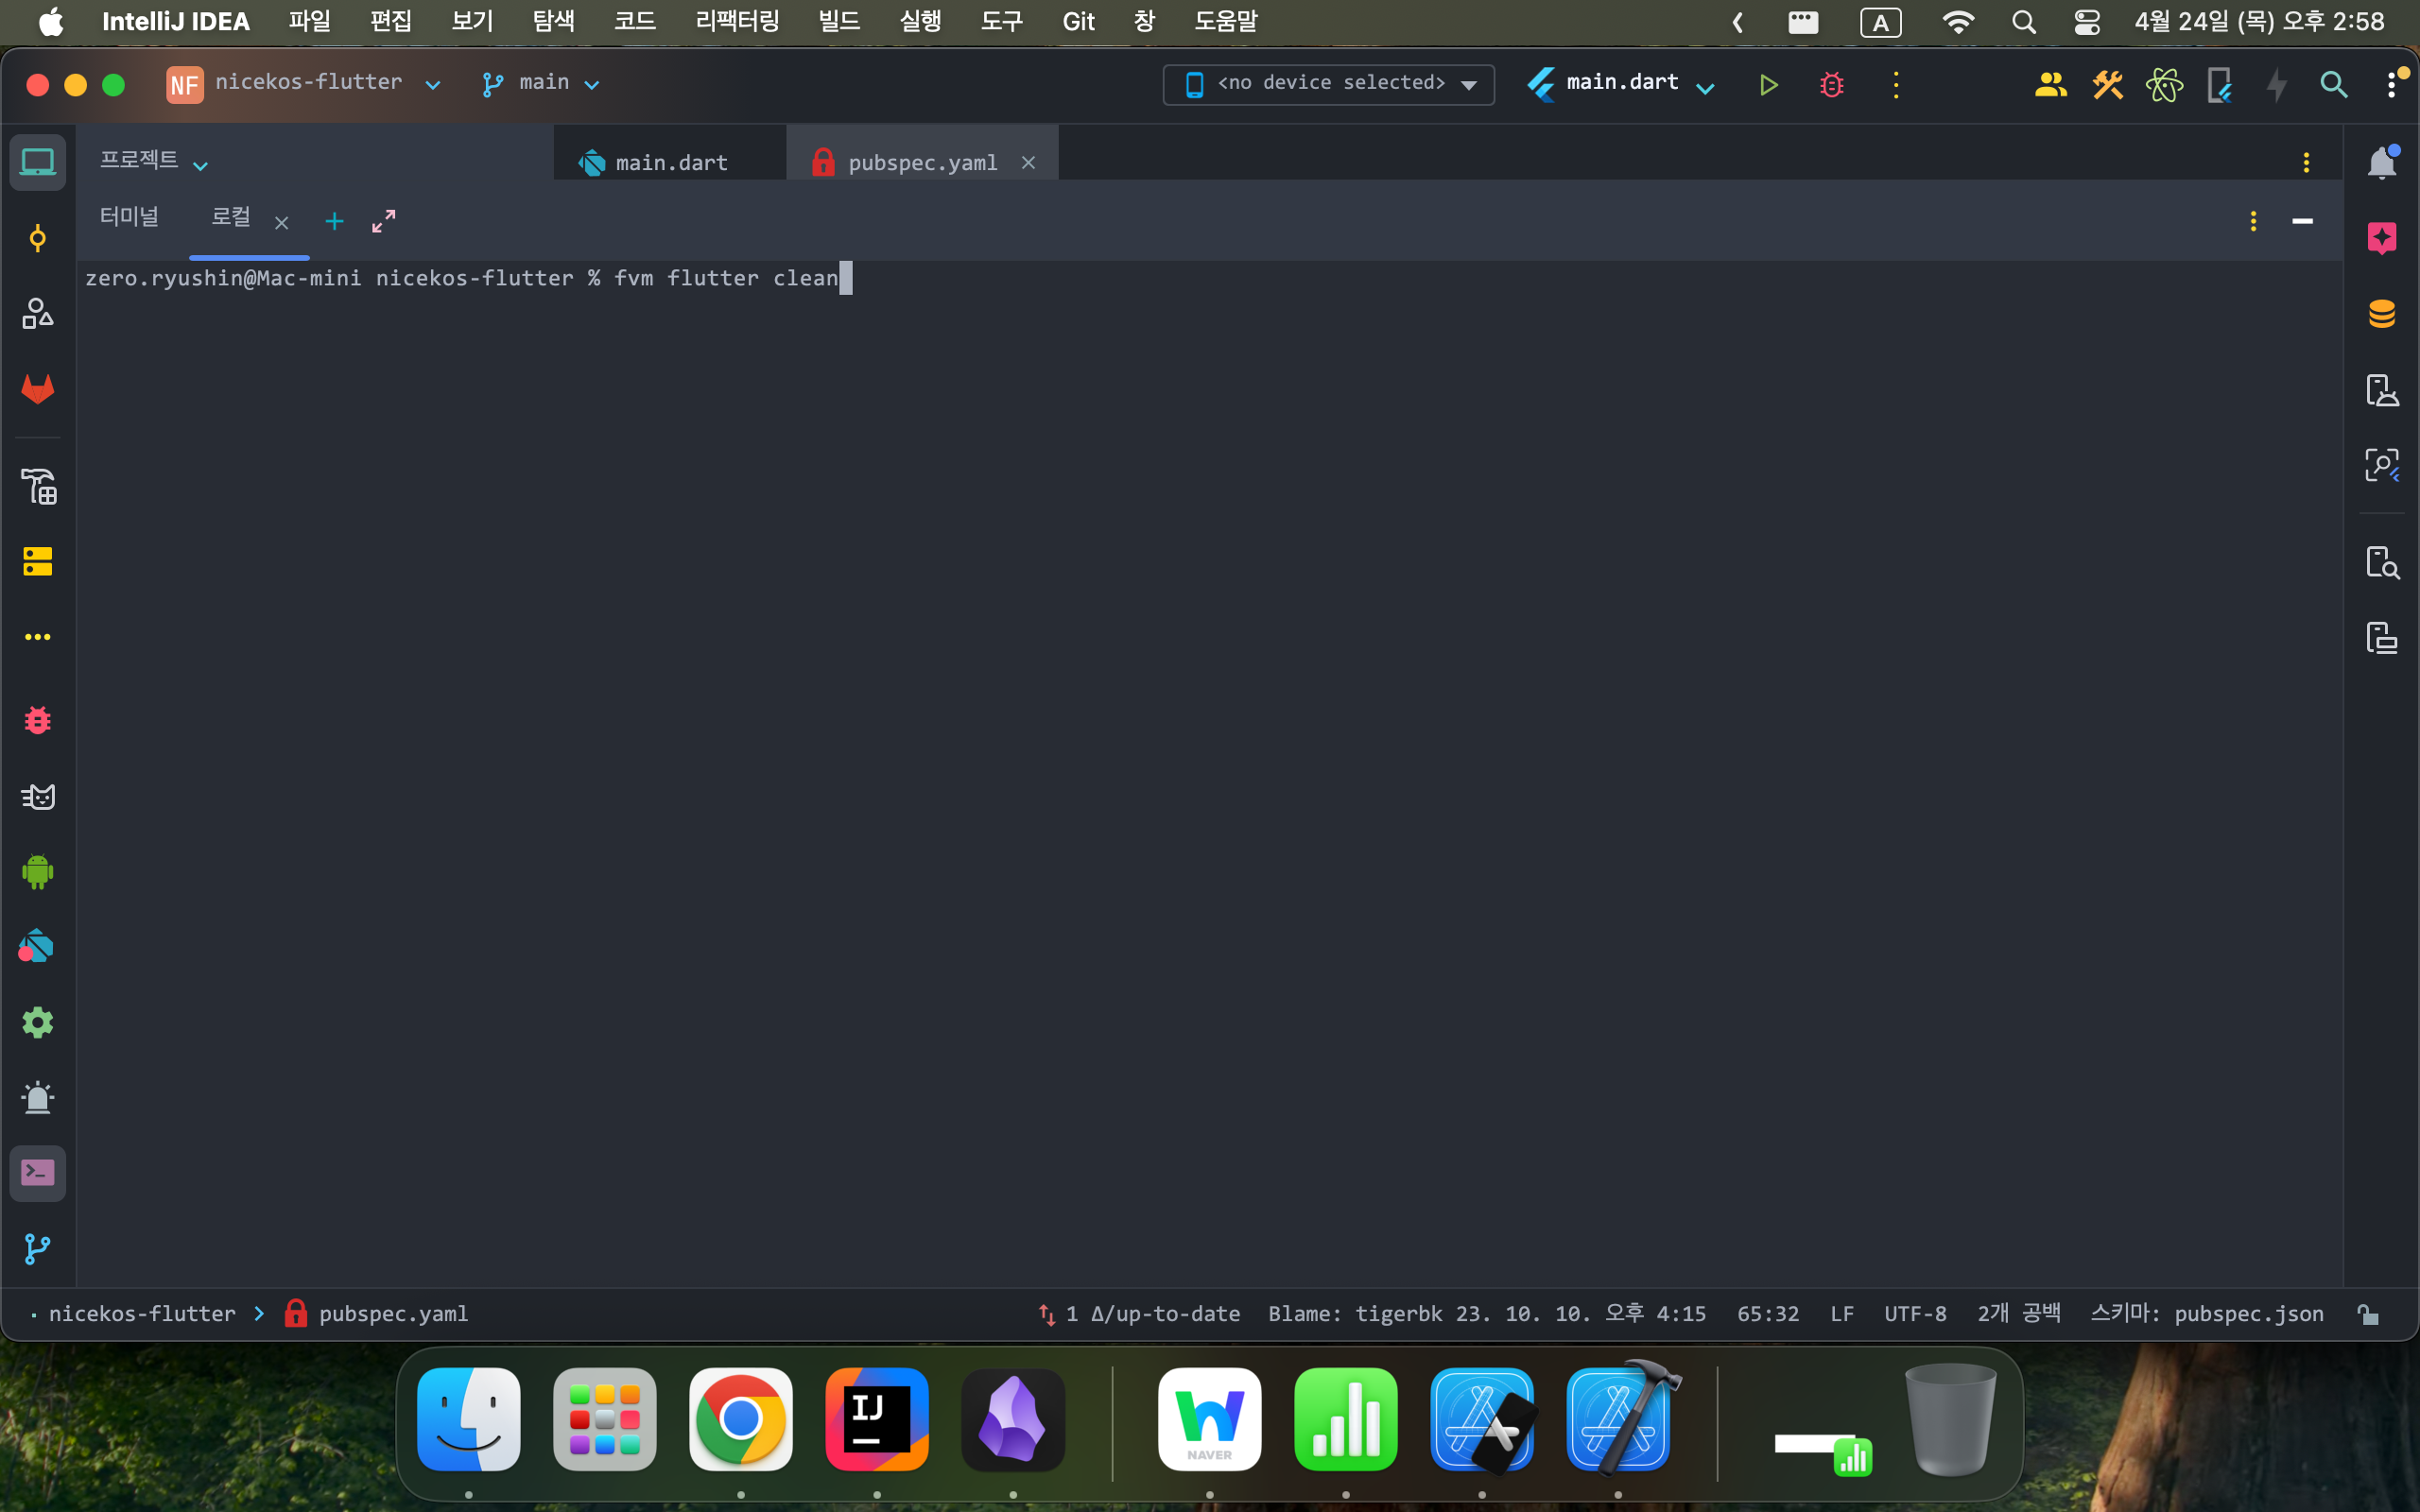 IntelliJ IDEA 파일 편집 보기 탐색 코드 리팩터링 빌드 실행 도구 Git 창 도움말 A 4월 24일 (목) 오후 2:58
NF nicekos-flutter main <no device selected> main.dart
프로젝트 main.dart pubspec.yaml
터미널 로컬
zero.ryushin@Mac-mini nicekos-flutter % fvm flutter clean
nicekos-flutter pubspec.yaml 1 Δ/up-to-date Blame: tigerbk 23. 10. 10. 오후 4:15 65:32 LF UTF-8 2개 공백 스키마: pubspec.json
IJ
NAVER